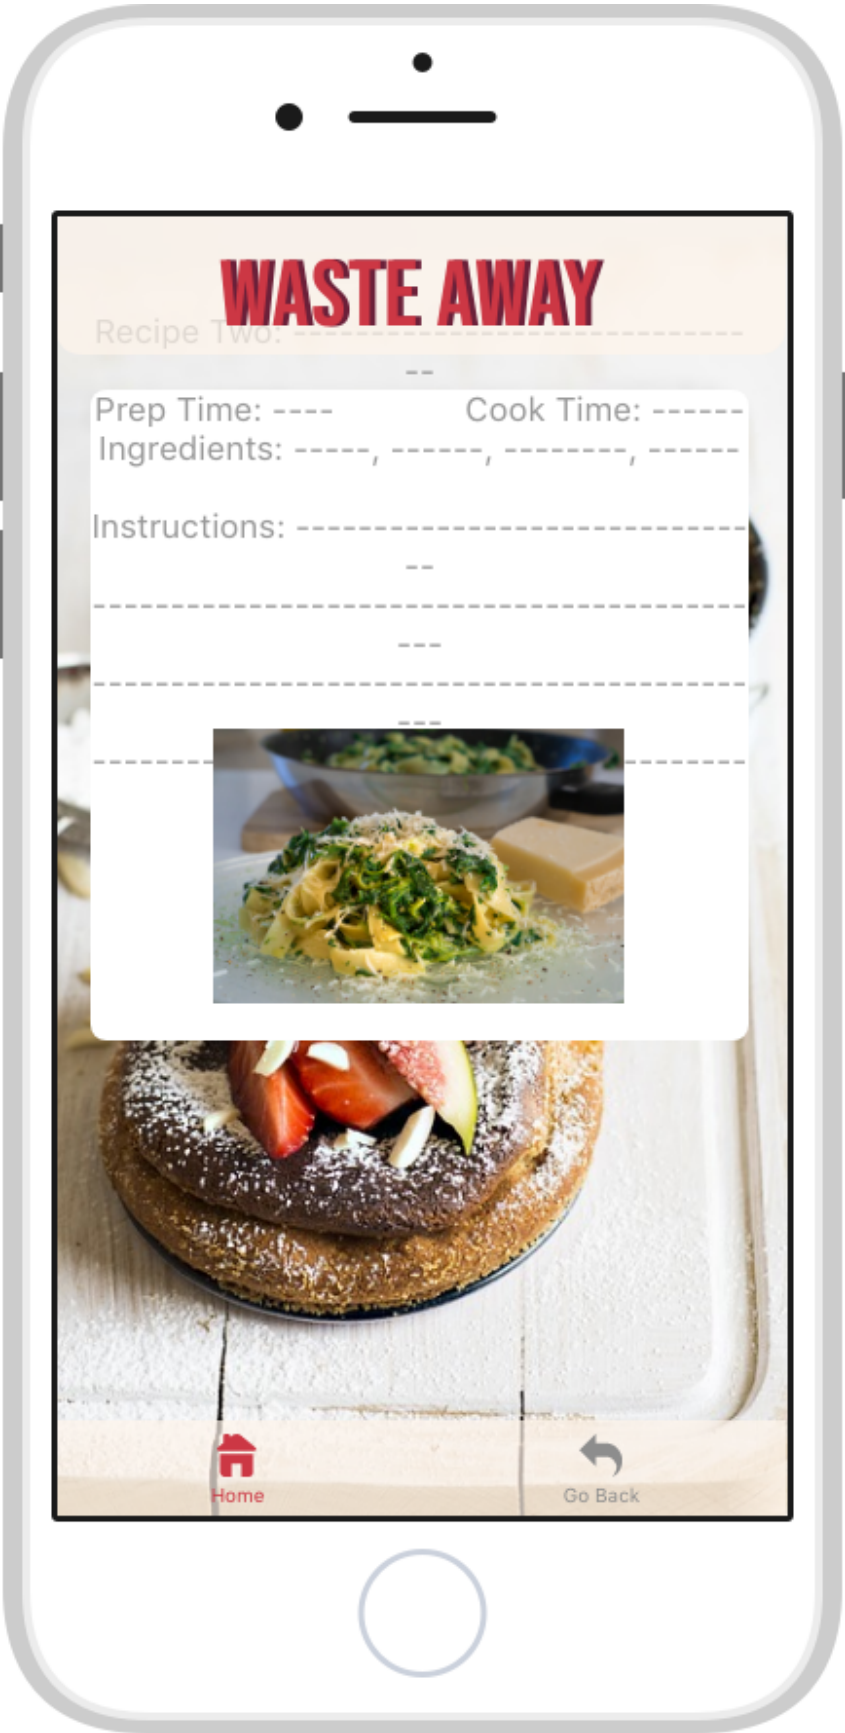 WASTE AWAY
Recipe Two: -----------------------------
--
Prep Time: ---- Cook Time: ------
Ingredients: -----, ------, --------, ------
Instructions: -----------------------------
--
------------------------------------------
---
------------------------------------------
---
------------------------------------------
Home
Go Back